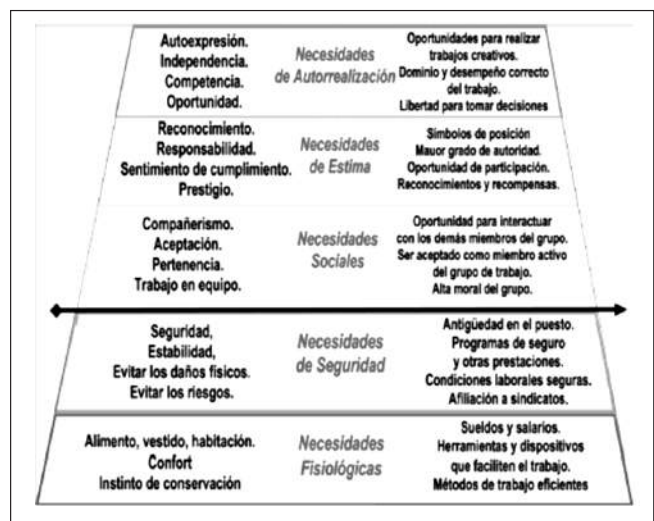 Autoexpresión.
Independencia.
Competencia.
Oportunidad.
Necesidades
de Autorrealización
Oportunidades para realizar
trabajos creativos.
Dominio y desempeño correcto
del trabajo.
Libertad para tomar decisiones
Reconocimiento.
Responsabilidad.
Sentimiento de cumplimiento.
Prestigio.
Necesidades
de Estima
Símbolos de posición
Mauor grado de autoridad.
Oportunidad de participación.
Reconocimientos y recompensas.
Compañerismo.
Aceptación.
Pertenencia.
Trabajo en equipo.
Necesidades
Sociales
Oportunidad para interactuar
con los demás miembros del grupo.
Ser aceptado como miembro activo
del grupo de trabajo.
Alta moral del grupo.
Seguridad,
Estabilidad,
Evitar los daños físicos.
Evitar los riesgos.
Necesidades
de Seguridad
Antigüedad en el puesto.
Programas de seguro
y otras prestaciones.
Condiciones laborales seguras.
Afiliación a sindicatos.
Alimento, vestido, habitación.
Confort
Instinto de conservación
Necesidades
Fisiológicas
Sueldos y salarios.
Herramientas y dispositivos
que faciliten el trabajo.
Métodos de trabajo eficientes